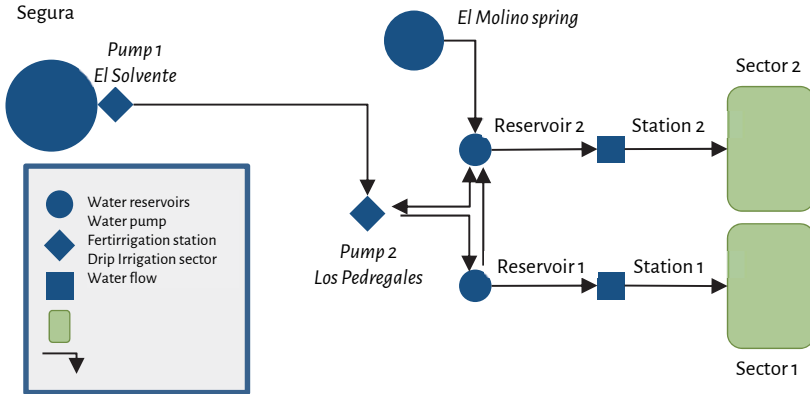 Segura
Pump 1
El Solvente
El Molino spring
Sector 2
Reservoir 2
Station 2
Pump 2
Los Pedregales
Reservoir 1
Station 1
Sector 1
Water reservoirs
Water pump
Fertirrigation station
Drip Irrigation sector
Water flow